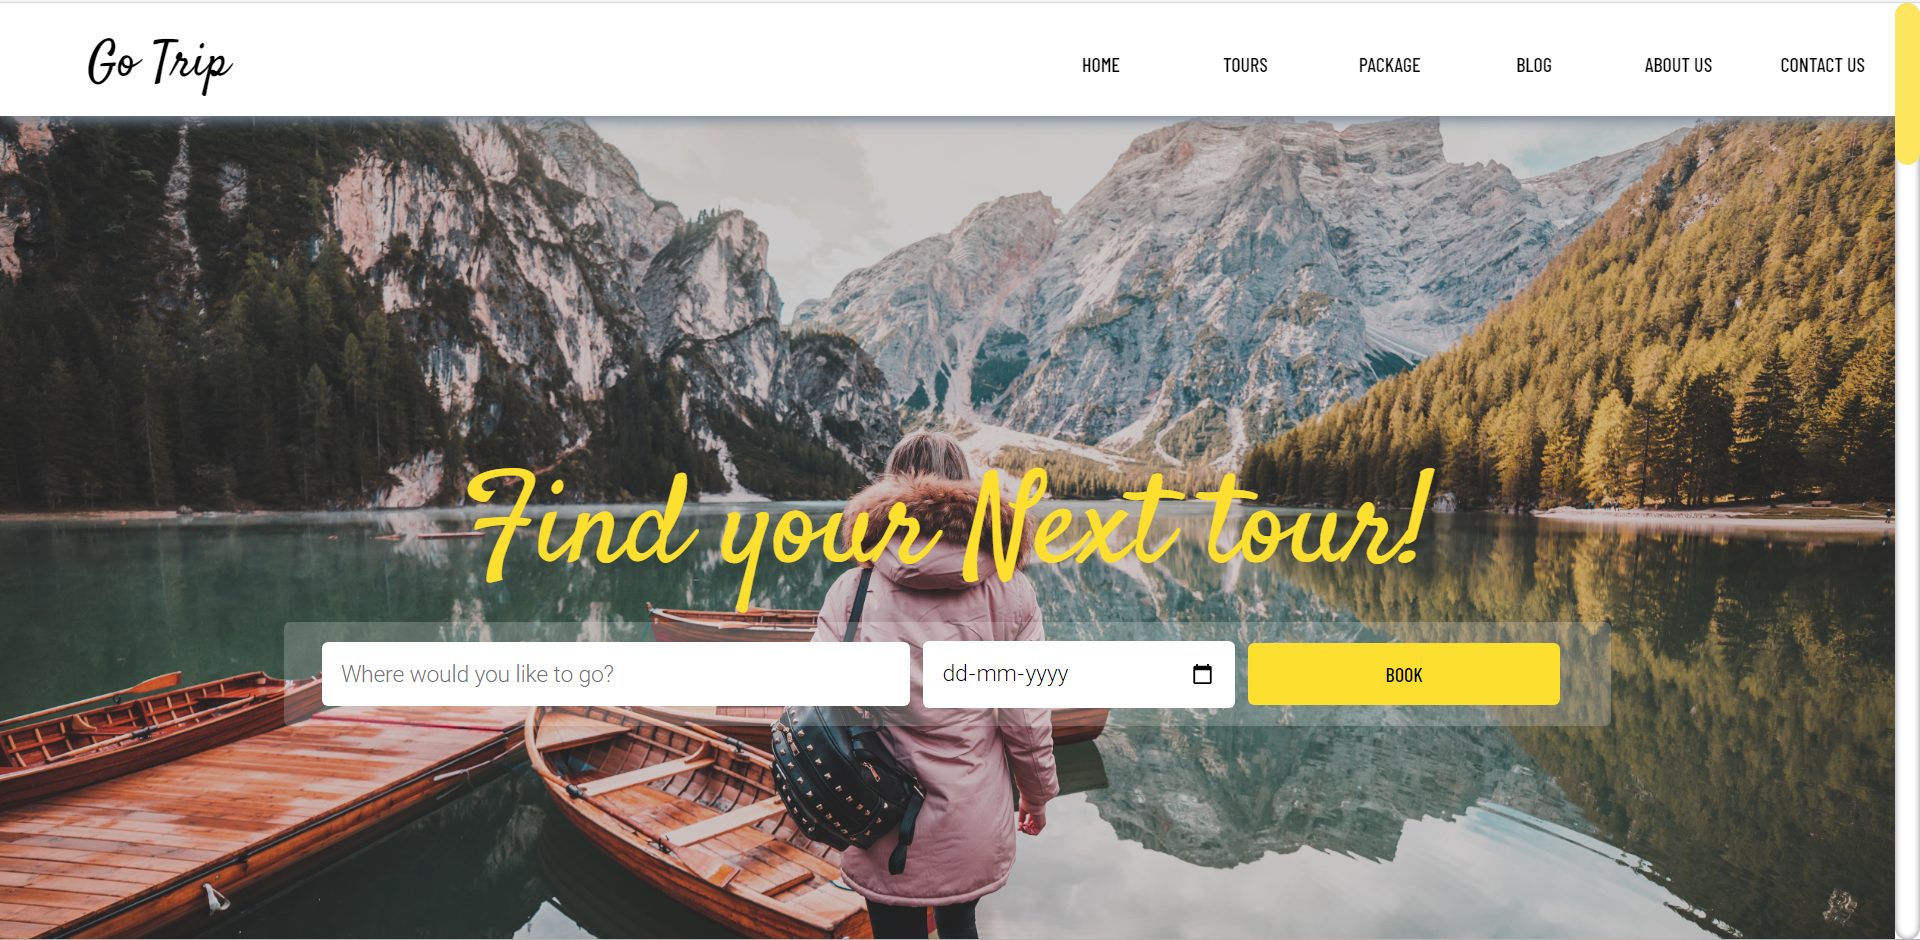 Go Trip
HOME TOURS PACKAGE BLOG ABOUT US CONTACT US
Find your Next tour!
Where would you like to go? dd-mm-yyyy BOOK